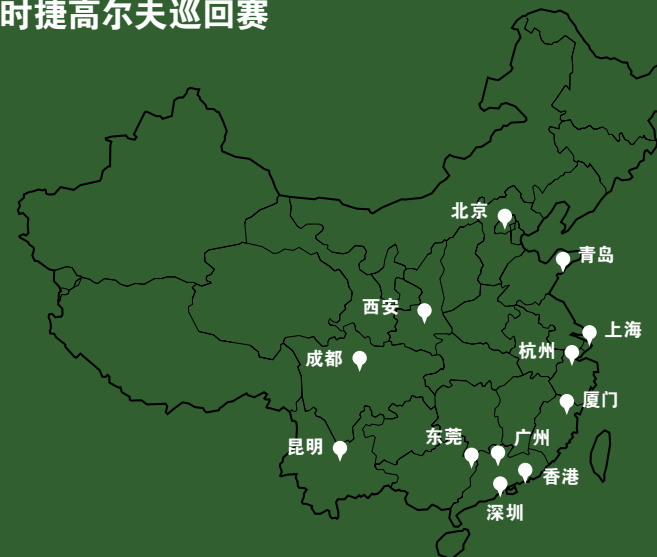 时捷高尔夫巡回赛
北京
青岛
西安
上海
杭州
成都
厦门
东莞
广州
昆明
香港
深圳